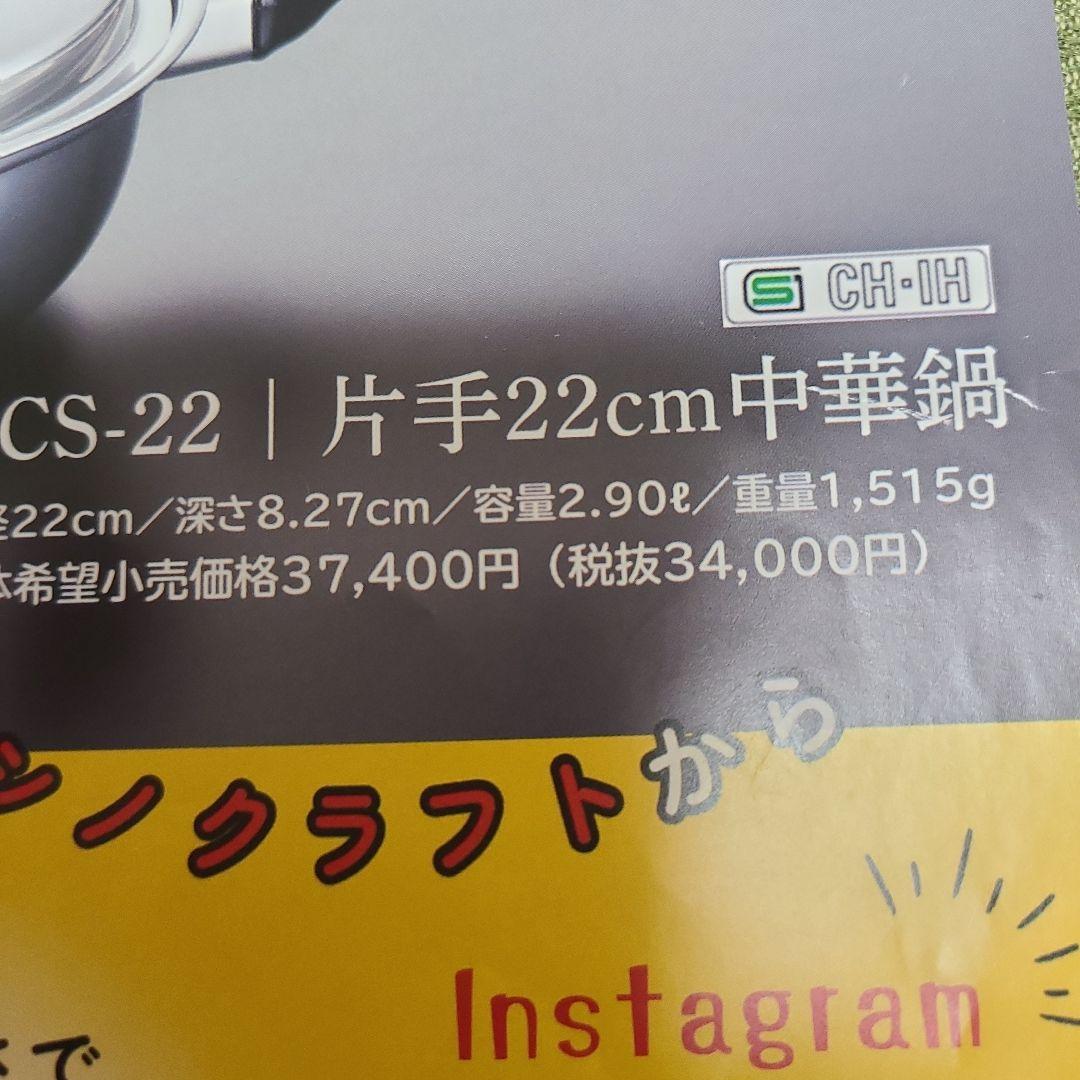 CH・IH
CS-22｜片手22cm中華鍋
径22cm／深さ8.27cm／容量2.90ℓ／重量1,515g
体希望小売価格37,400円（税抜34,000円）
シノクラフトから
Instagram
で